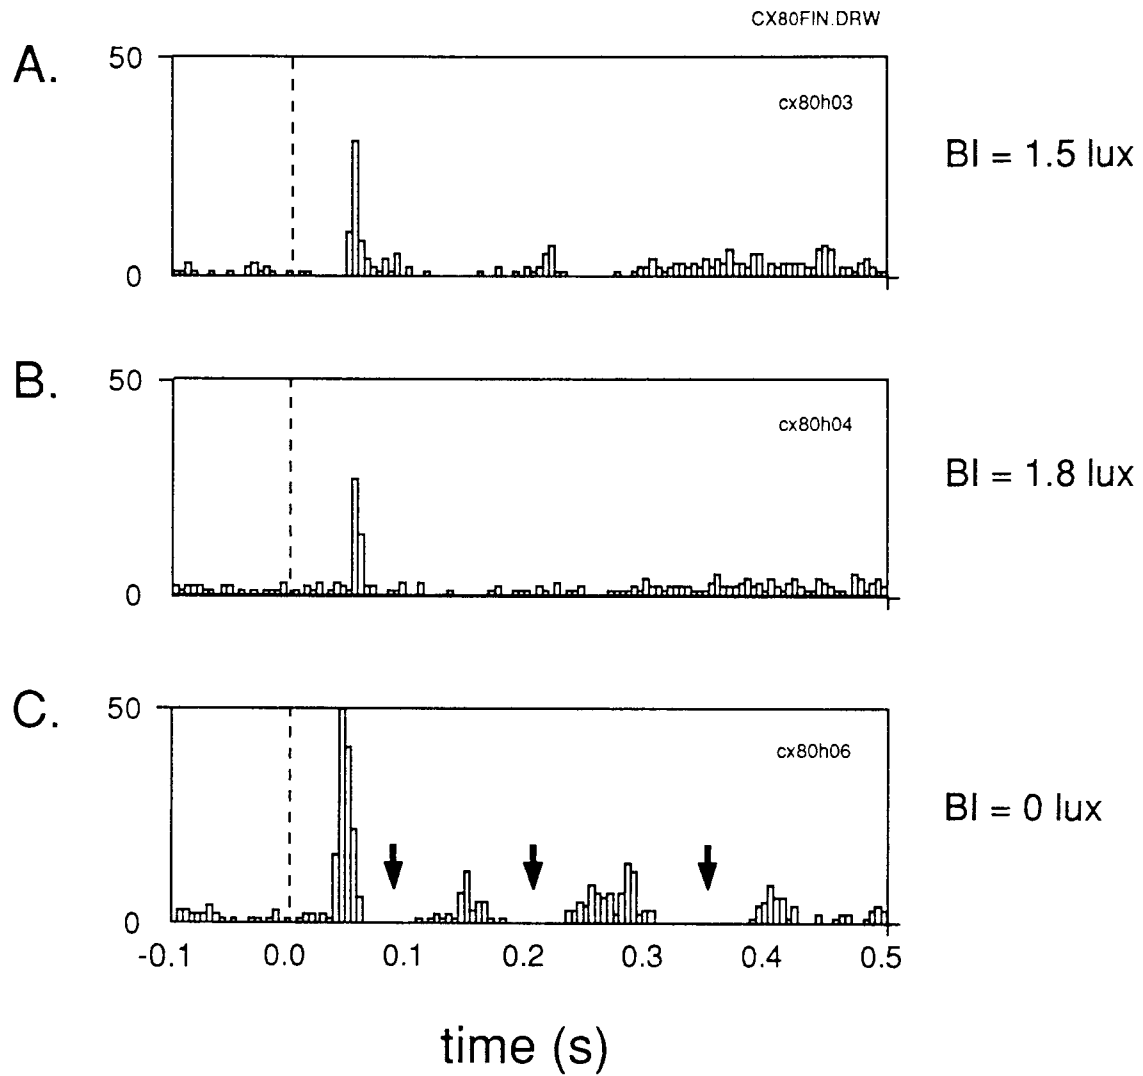 CX80FIN.DRW
A.
50
cx80h03
BI = 1.5 lux
0
B.
50
cx80h04
BI = 1.8 lux
0
C.
50
cx80h06
BI = 0 lux
0
-0.1 0.0 0.1 0.2 0.3 0.4 0.5
time (s)